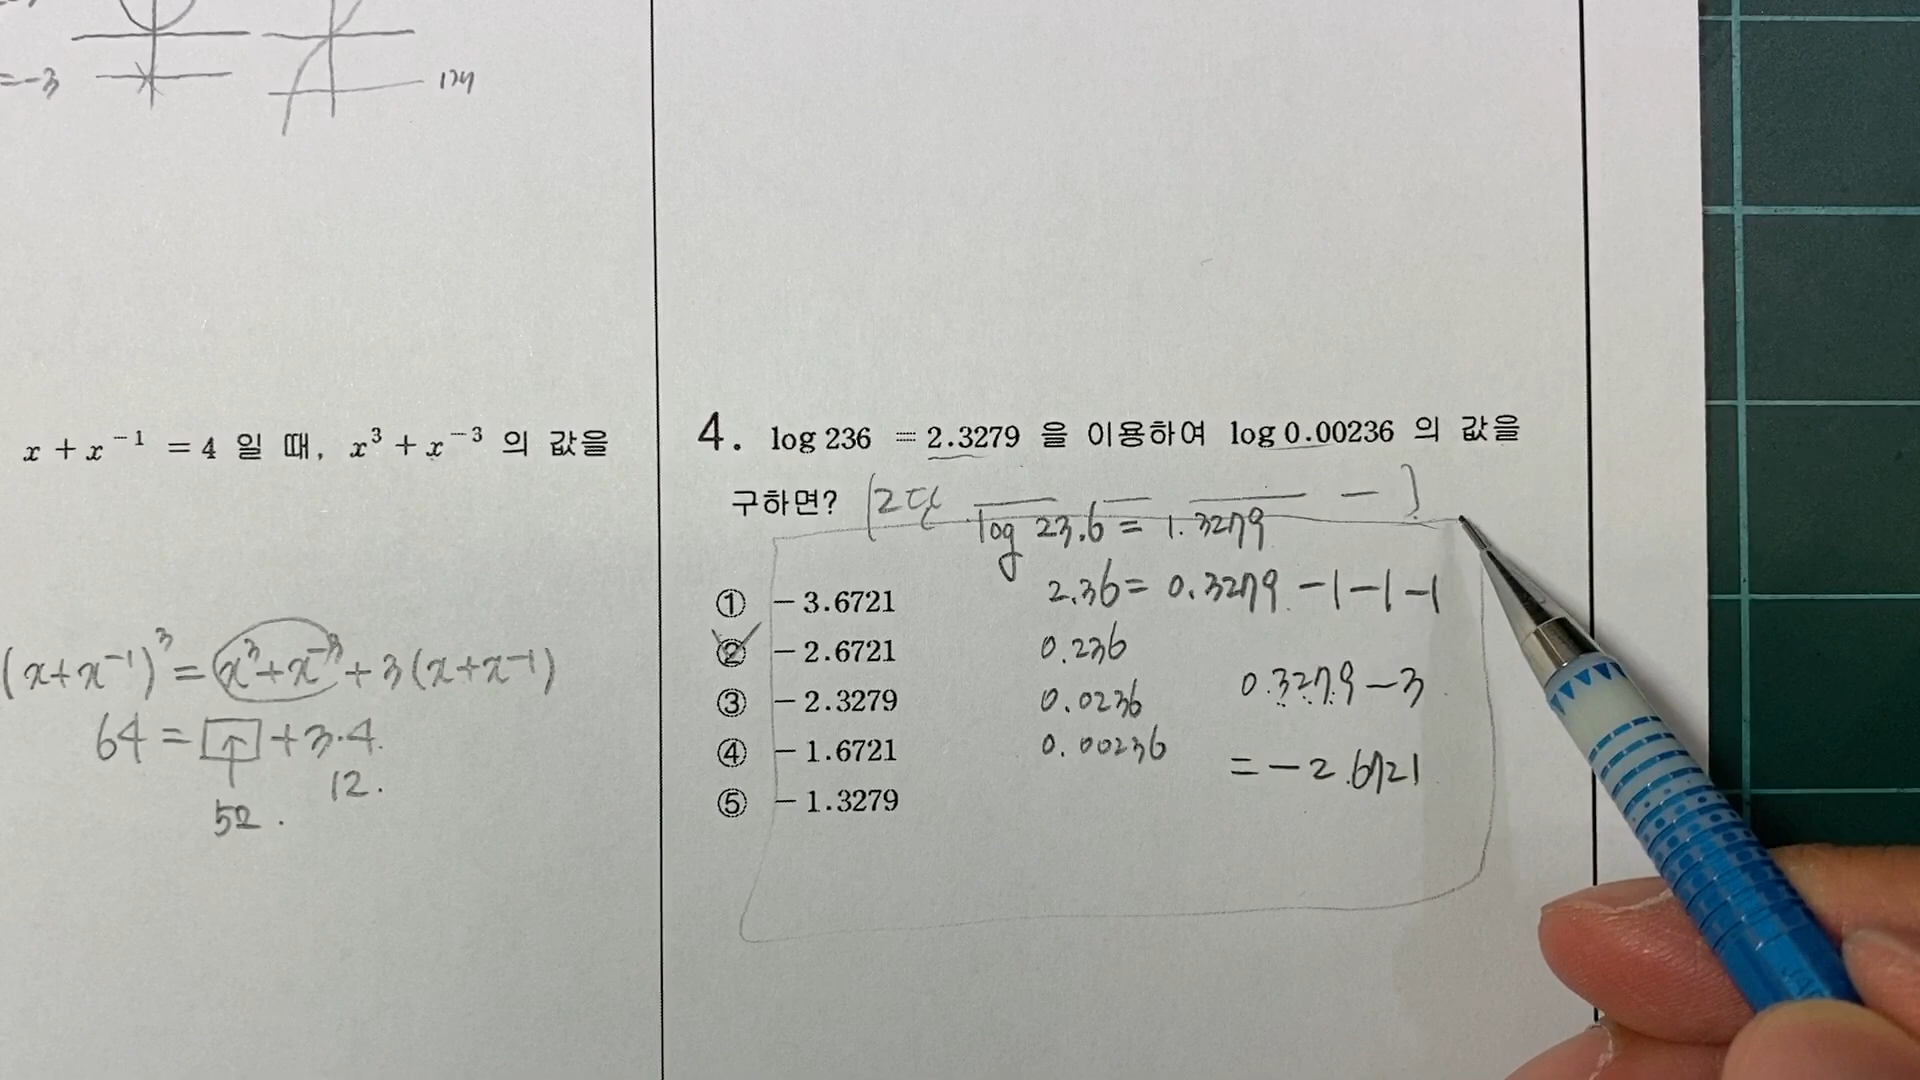 =-3
x + x⁻¹ = 4 일 때, x³ + x⁻³ 의 값을
(x+x⁻¹)³ = x³+x⁻³ +3(x+x⁻¹)
64 = □ +3·4.
12.
52.
4. log 236 = 2.3279 을 이용하여 log 0.00236 의 값을
구하면? (2단
log 23.6 = 1.3279
2.36 = 0.3279 -1-1-1
0.236
0.0236
0.00236
0.3279-3
= -2.6721
① -3.6721
② -2.6721
③ -2.3279
④ -1.6721
⑤ -1.3279